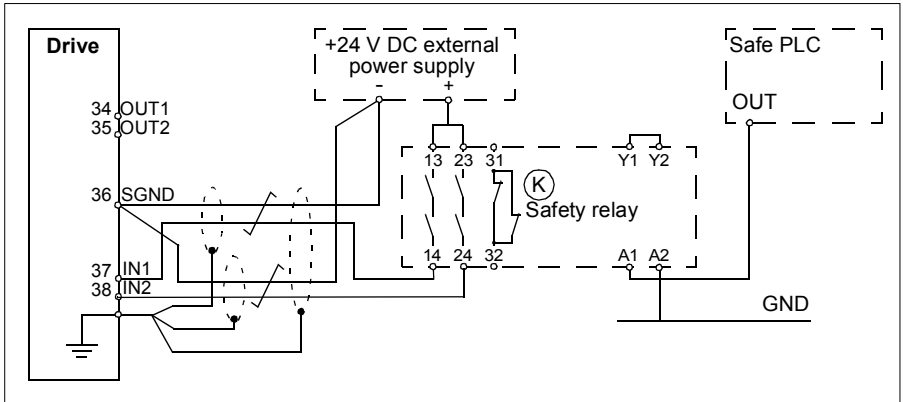 Drive
+24 V DC external
power supply
- +
Safe PLC
OUT
34 OUT1
35 OUT2
36 SGND
37 IN1
38 IN2
13 23 31
Y1 Y2
K
Safety relay
14 24 32
A1 A2
GND